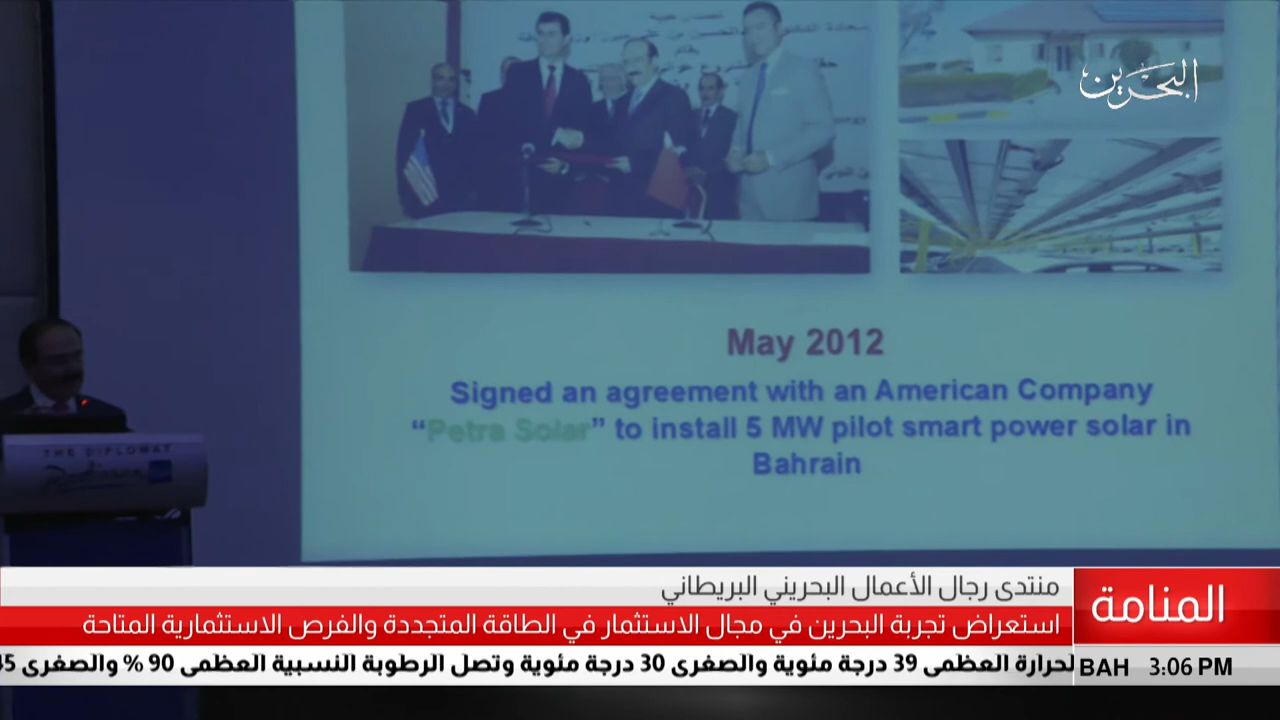 البحرين
May 2012
Signed an agreement with an American Company
“Petra Solar” to install 5 MW pilot smart power solar in
Bahrain
THE DIPLOMAT
Radisson
منتدى رجال الأعمال البحريني البريطاني
المنامة
استعراض تجربة البحرين في مجال الاستثمار في الطاقة المتجددة والفرص الاستثمارية المتاحة
لحرارة العظمى 39 درجة مئوية والصغرى 30 درجة مئوية وتصل الرطوبة النسبية العظمى 90 % والصغرى 45
BAH 3:06 PM